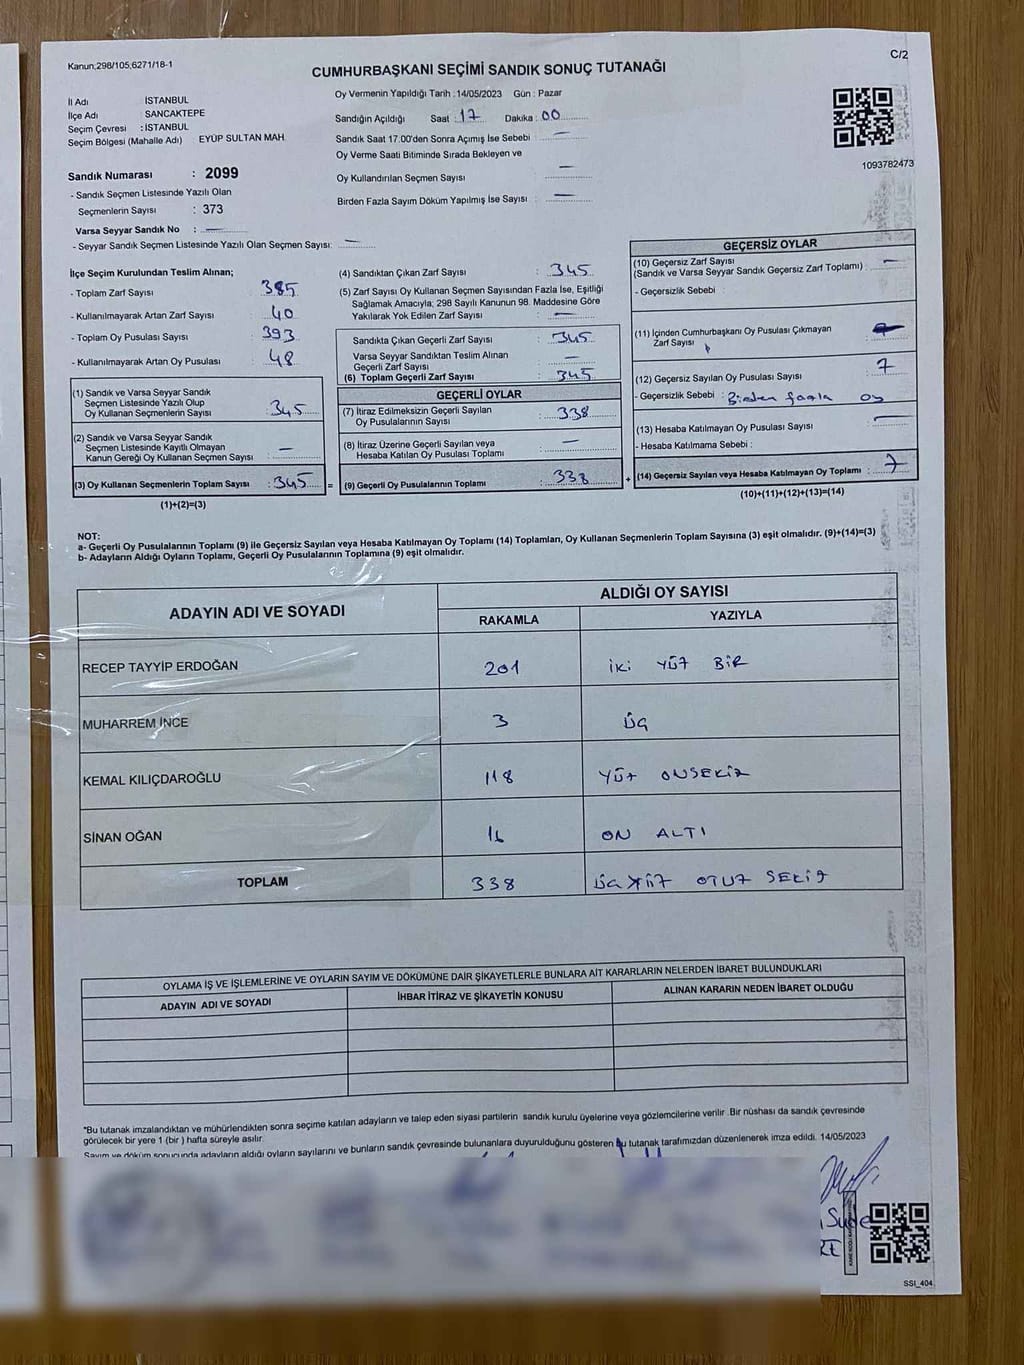 Kanun;298/105,6271/18-1
C/2
CUMHURBAŞKANI SEÇİMİ SANDIK SONUÇ TUTANAĞI
İl Adı İSTANBUL
İlçe Adı SANCAKTEPE
Seçim Çevresi : İSTANBUL
Seçim Bölgesi (Mahalle Adı) EYÜP SULTAN MAH.
Sandık Numarası : 2099
- Sandık Seçmen Listesinde Yazılı Olan
Seçmenlerin Sayısı : 373
Varsa Seyyar Sandık No : —
- Seyyar Sandık Seçmen Listesinde Yazılı Olan Seçmen Sayısı: —
Oy Vermenin Yapıldığı Tarih :14/05/2023 Gün : Pazar
Sandığın Açıldığı Saat : 17 Dakika : 00
Sandık Saat 17.00'den Sonra Açımış İse Sebebi : —
Oy Verme Saati Bitiminde Sırada Bekleyen ve
Oy Kullandırılan Seçmen Sayısı : —
Birden Fazla Sayım Döküm Yapılmış İse Sayısı : —
1093782473
İlçe Seçim Kurulundan Teslim Alınan;
- Toplam Zarf Sayısı : 385
- Kullanılmayarak Artan Zarf Sayısı : 40
- Toplam Oy Pusulası Sayısı : 393
- Kullanılmayarak Artan Oy Pusulası : 48
(1) Sandık ve Varsa Seyyar Sandık
Seçmen Listesinde Yazılı Olup
Oy Kullanan Seçmenlerin Sayısı : 345
(2) Sandık ve Varsa Seyyar Sandık
Seçmen Listesinde Kayıtlı Olmayan
Kanun Gereği Oy Kullanan Seçmen Sayısı : —
(3) Oy Kullanan Seçmenlerin Toplam Sayısı : 345 =
(1)+(2)=(3)
(4) Sandıktan Çıkan Zarf Sayısı : 345
(5) Zarf Sayısı Oy Kullanan Seçmen Sayısından Fazla İse, Eşitliği
Sağlamak Amacıyla; 298 Sayılı Kanunun 98. Maddesine Göre
Yakılarak Yok Edilen Zarf Sayısı : —
Sandıkta Çıkan Geçerli Zarf Sayısı : 345
Varsa Seyyar Sandıktan Teslim Alınan
Geçerli Zarf Sayısı : —
(6) Toplam Geçerli Zarf Sayısı : 345
GEÇERLİ OYLAR
(7) İtiraz Edilmeksizin Geçerli Sayılan
Oy Pusulalarının Sayısı : 338
(8) İtiraz Üzerine Geçerli Sayılan veya
Hesaba Katılan Oy Pusulası Toplamı : —
(9) Geçerli Oy Pusulalarının Toplamı : 338 +
GEÇERSİZ OYLAR
(10) Geçersiz Zarf Sayısı
(Sandık ve Varsa Seyyar Sandık Geçersiz Zarf Toplamı) : —
- Geçersizlik Sebebi :
(11) İçinden Cumhurbaşkanı Oy Pusulası Çıkmayan
Zarf Sayısı :
(12) Geçersiz Sayılan Oy Pusulası Sayısı : 7
- Geçersizlik Sebebi : Birden fazla oy
(13) Hesaba Katılmayan Oy Pusulası Sayısı : —
- Hesaba Katılmama Sebebi :
(14) Geçersiz Sayılan veya Hesaba Katılmayan Oy Toplamı : 7
(10)+(11)+(12)+(13)=(14)
NOT:
a- Geçerli Oy Pusulalarının Toplamı (9) ile Geçersiz Sayılan veya Hesaba Katılmayan Oy Toplamı (14) Toplamları, Oy Kullanan Seçmenlerin Toplam Sayısına (3) eşit olmalıdır. (9)+(14)=(3)
b- Adayların Aldığı Oyların Toplamı, Geçerli Oy Pusulalarının Toplamına (9) eşit olmalıdır.
ADAYIN ADI VE SOYADI
ALDIĞI OY SAYISI
RAKAMLA YAZIYLA
RECEP TAYYİP ERDOĞAN 201 İKİ YÜZ BİR
MUHARREM İNCE 3 ÜÇ
KEMAL KILIÇDAROĞLU 118 YÜZ ONSEKİZ
SİNAN OĞAN 16 ON ALTI
TOPLAM 338 ÜÇ YÜZ OTUZ SEKİZ
OYLAMA İŞ VE İŞLEMLERİNE VE OYLARIN SAYIM VE DÖKÜMÜNE DAİR ŞİKAYETLERLE BUNLARA AİT KARARLARIN NELERDEN İBARET BULUNDUKLARI
ADAYIN ADI VE SOYADI İHBAR İTİRAZ VE ŞİKAYETİN KONUSU ALINAN KARARIN NEDEN İBARET OLDUĞU
*Bu tutanak imzalandıktan ve mühürlendikten sonra seçime katılan adayların ve talep eden siyasi partilerin sandık kurulu üyelerine veya gözlemcilerine verilir .Bir nüshası da sandık çevresinde
görülecek bir yere 1 (bir ) hafta süreyle asılır.
Sayım ve döküm sonucunda adayların aldığı oyların sayılarını ve bunların sandık çevresinde bulunanlara duyurulduğunu gösteren bu tutanak tarafımızdan düzenlenerek imza edildi. 14/05/2023
Sude
SSI_404